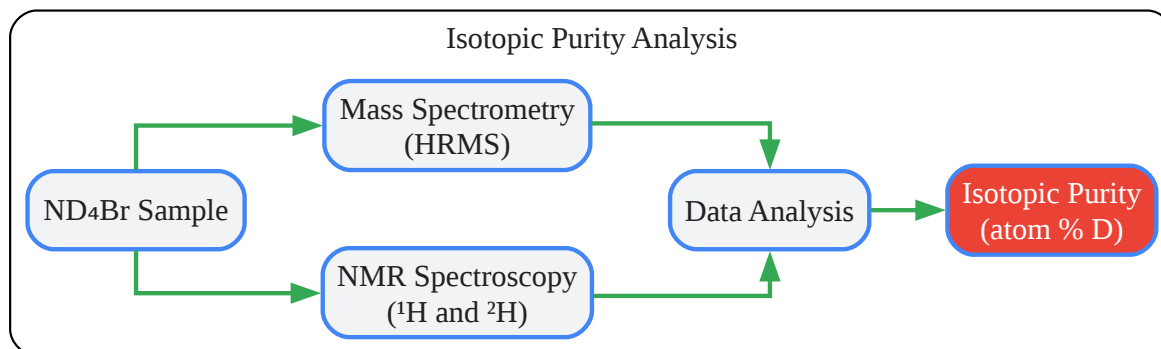 Isotopic Purity Analysis
Mass Spectrometry
(HRMS)
ND₄Br Sample
Data Analysis
Isotopic Purity
(atom % D)
NMR Spectroscopy
(¹H and ²H)